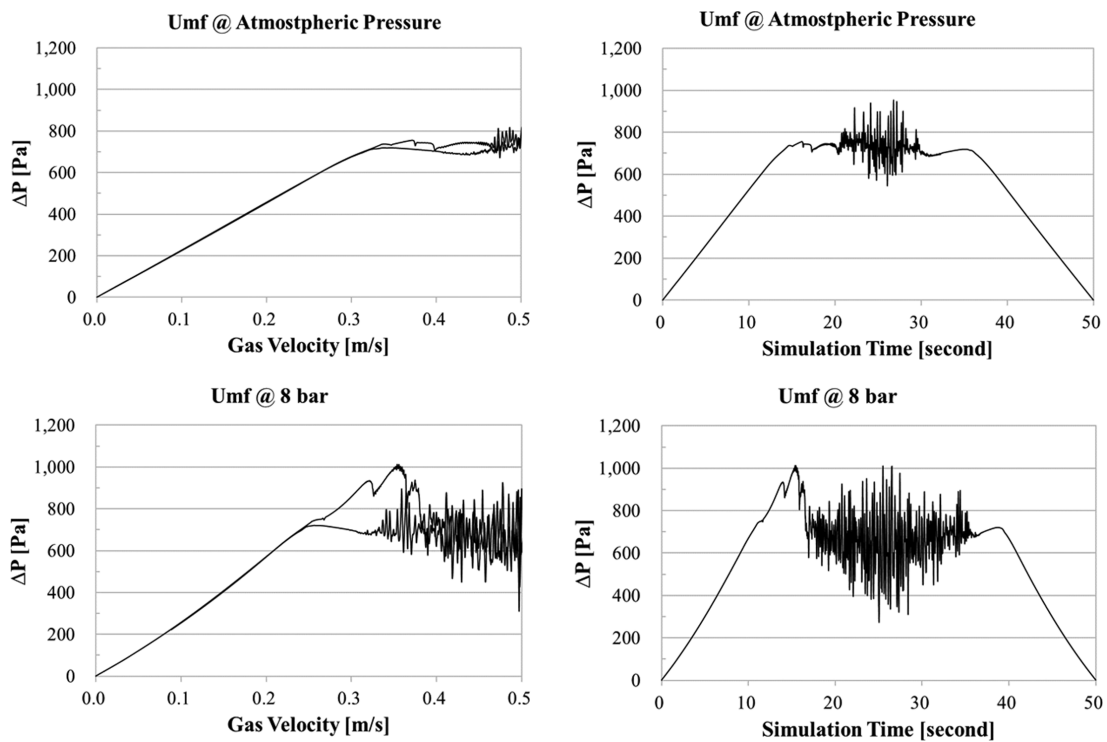 Umf @ Atmostpheric Pressure
1,200
1,000
800
600
400
200
0
ΔP [Pa]
0.0 0.1 0.2 0.3 0.4 0.5
Gas Velocity [m/s]
Umf @ Atmostpheric Pressure
1,200
1,000
800
600
400
200
0
ΔP [Pa]
0 10 20 30 40 50
Simulation Time [second]
Umf @ 8 bar
1,200
1,000
800
600
400
200
0
ΔP [Pa]
0.0 0.1 0.2 0.3 0.4 0.5
Gas Velocity [m/s]
Umf @ 8 bar
1,200
1,000
800
600
400
200
0
ΔP [Pa]
0 10 20 30 40 50
Simulation Time [second]